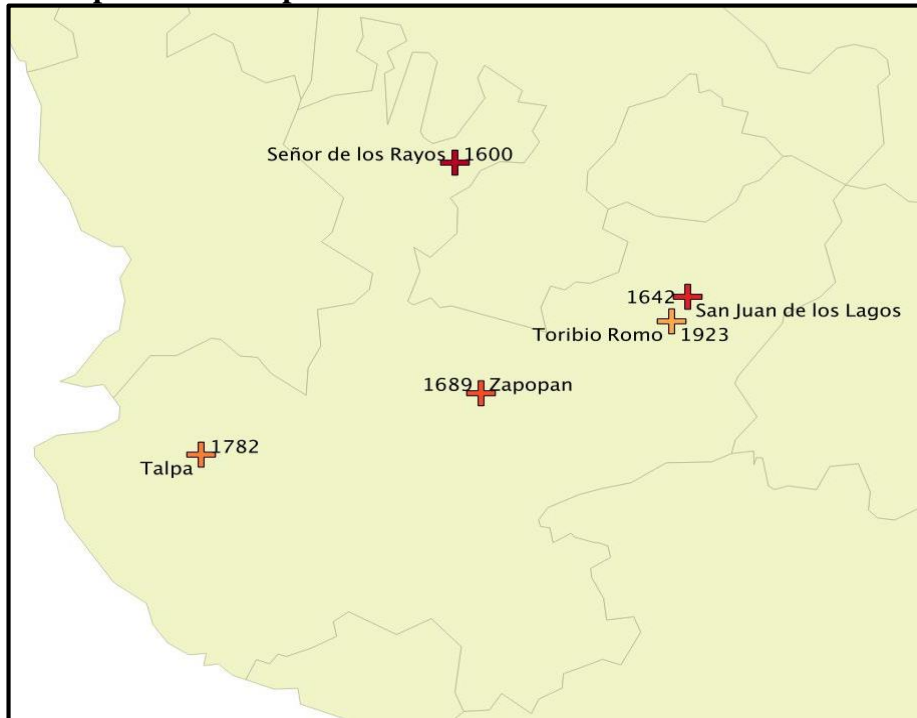 Señor de los Rayos 1600
1642
San Juan de los Lagos
Toribio Romo 1923
1689 Zapopan
1782
Talpa